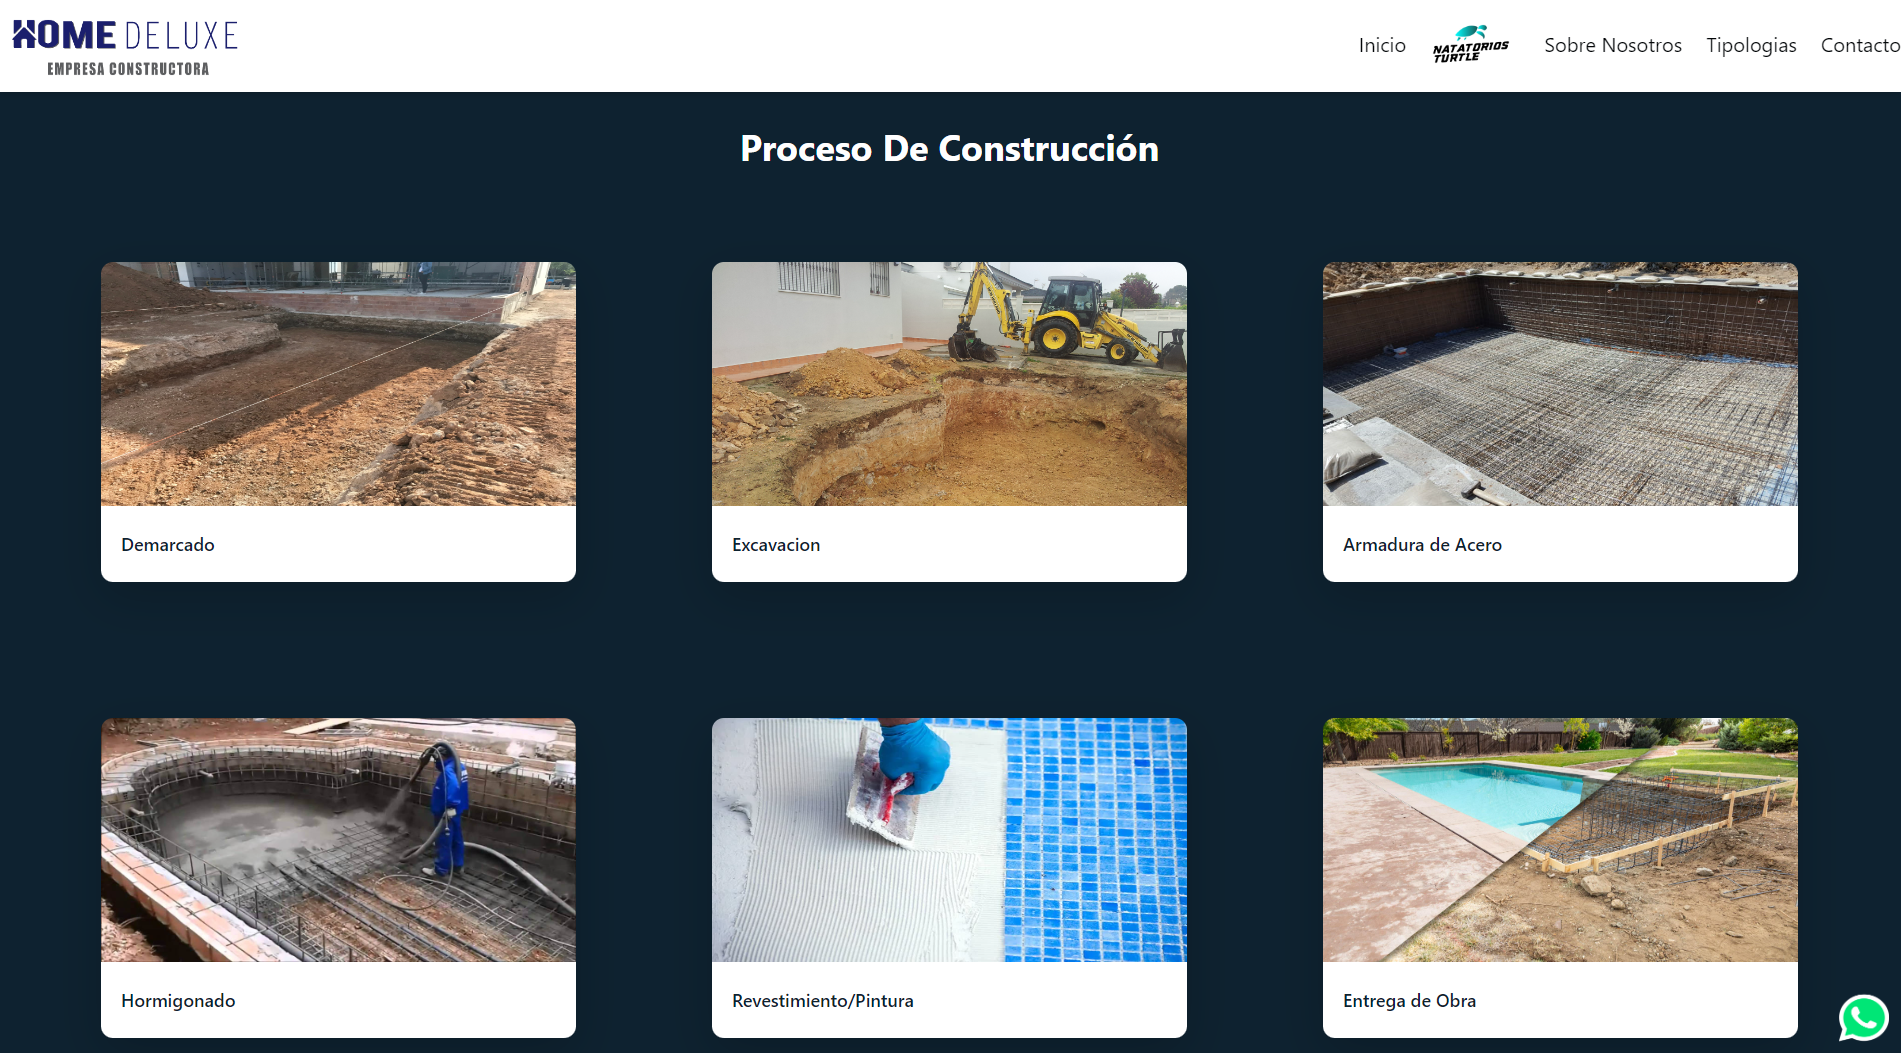 HOME DELUXE
EMPRESA CONSTRUCTORA
Inicio
NATATORIOS
TURTLE
Sobre Nosotros
Tipologias
Contacto
Proceso De Construcción
Demarcado
Excavacion
Armadura de Acero
Hormigonado
Revestimiento/Pintura
Entrega de Obra